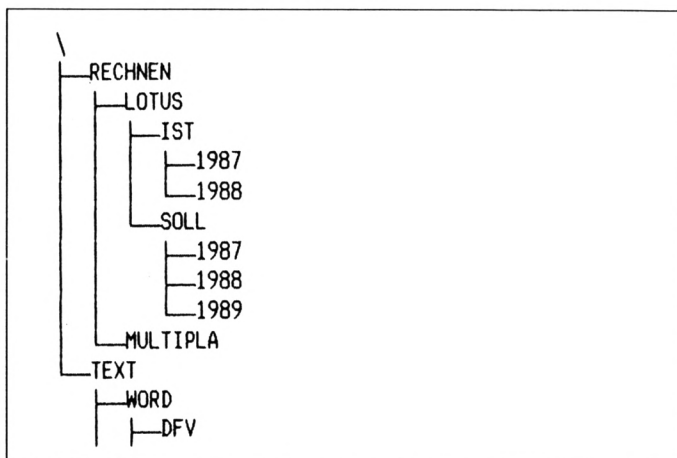 \
RECHNEN
LOTUS
IST
1987
1988
SOLL
1987
1988
1989
MULTIPLA
TEXT
WORD
DFV